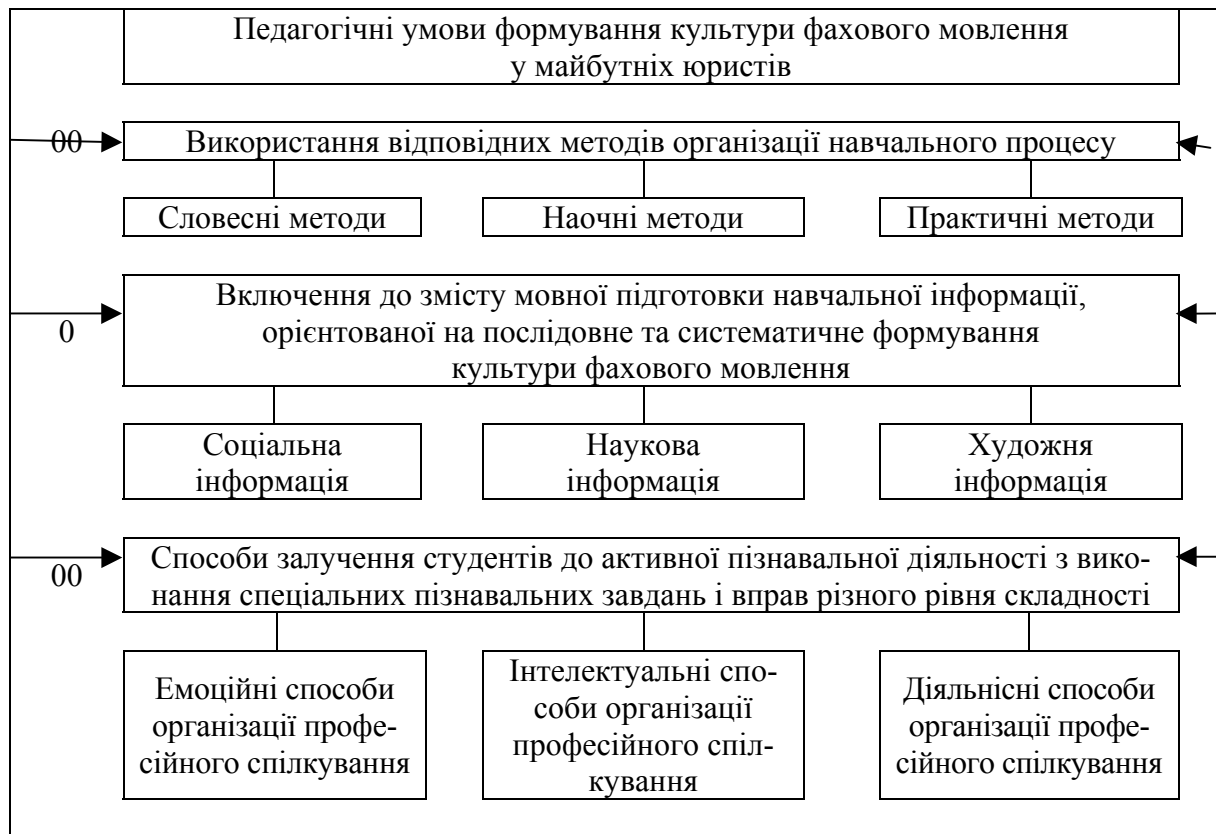 Педагогічні умови формування культури фахового мовлення
у майбутніх юристів
00
Використання відповідних методів організації навчального процесу
Словесні методи
Наочні методи
Практичні методи
0
Включення до змісту мовної підготовки навчальної інформації,
орієнтованої на послідовне та систематичне формування
культури фахового мовлення
Соціальна
інформація
Наукова
інформація
Художня
інформація
00
Способи залучення студентів до активної пізнавальної діяльності з вико-
нання спеціальних пізнавальних завдань і вправ різного рівня складності
Емоційні способи
організації профе-
сійного спілкування
Інтелектуальні спо-
соби організації
професійного спіл-
кування
Діяльнісні способи
організації профе-
сійного спілкування